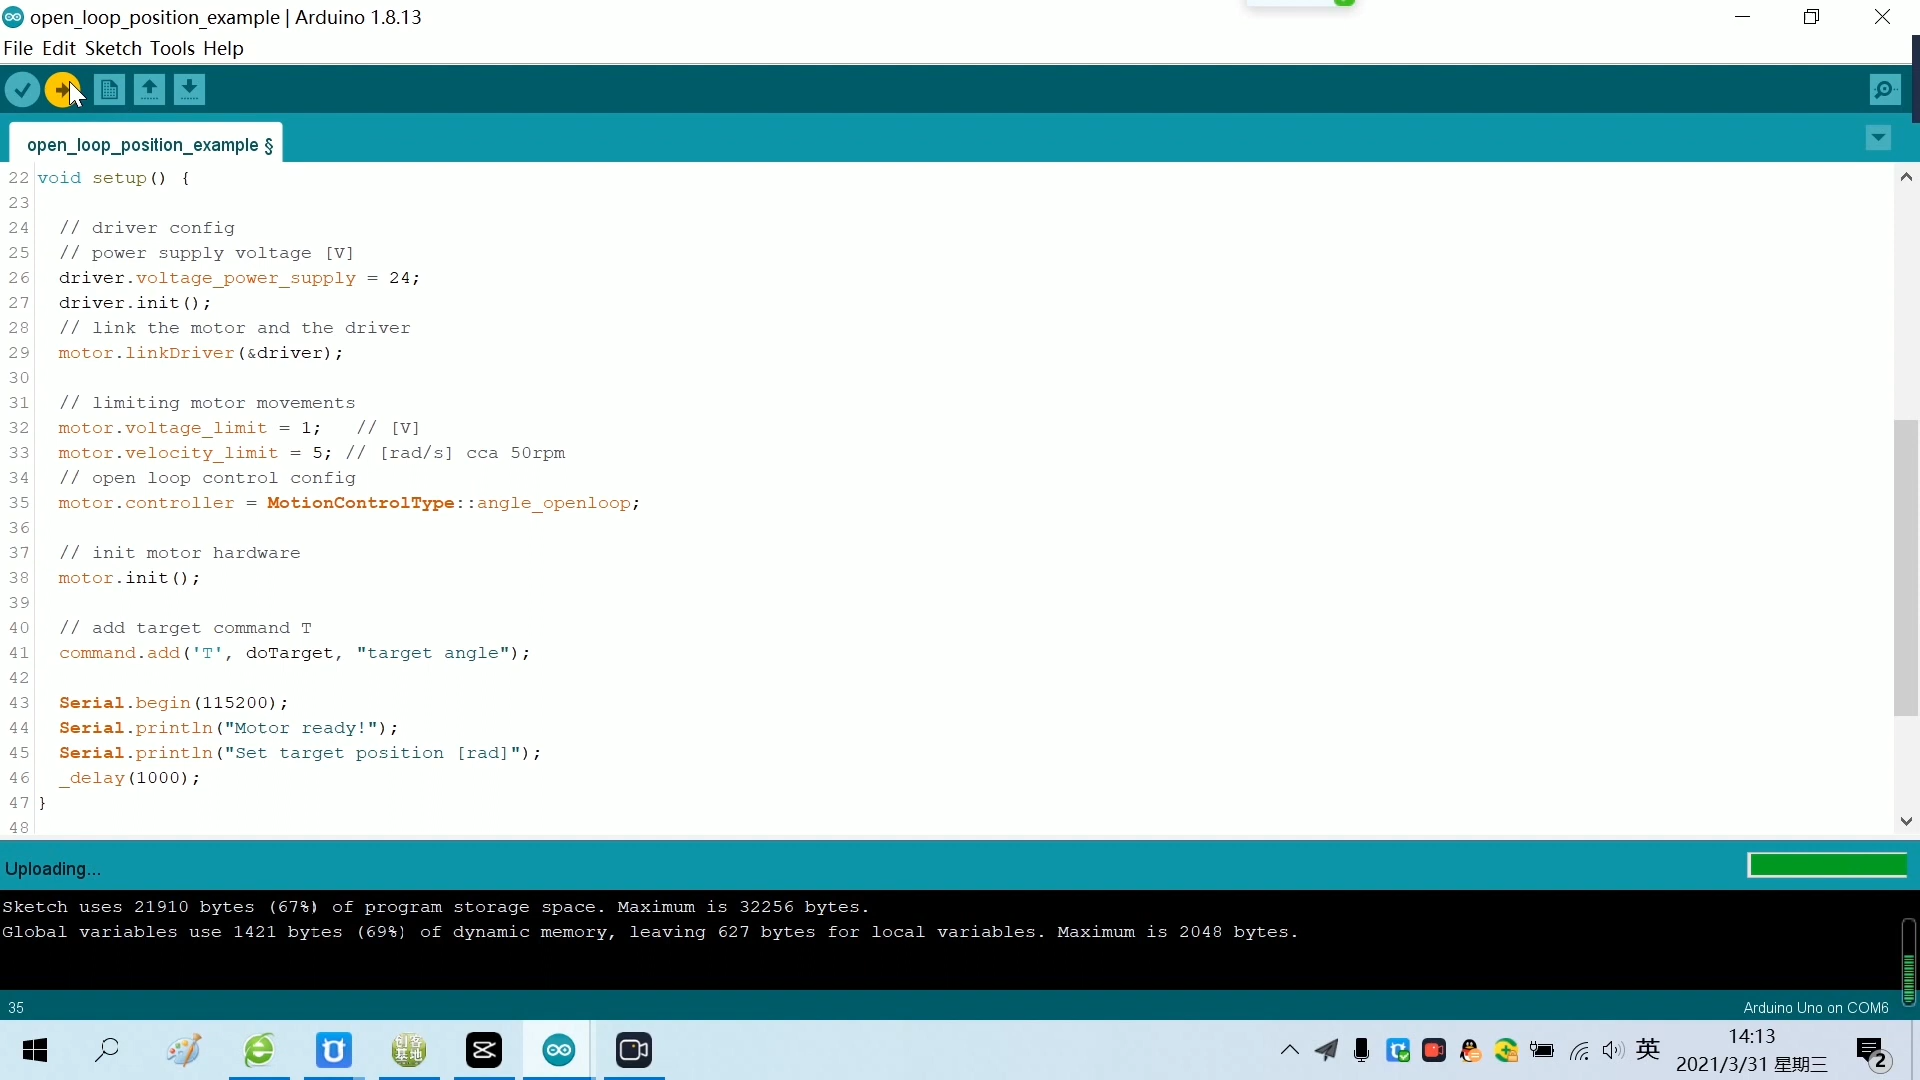 open_loop_position_example | Arduino 1.8.13
File Edit Sketch Tools Help
open_loop_position_example §
22 void setup() {
23
24 // driver config
25 // power supply voltage [V]
26 driver.voltage_power_supply = 24;
27 driver.init();
28 // link the motor and the driver
29 motor.linkDriver(&driver);
30
31 // limiting motor movements
32 motor.voltage_limit = 1; // [V]
33 motor.velocity_limit = 5; // [rad/s] cca 50rpm
34 // open loop control config
35 motor.controller = MotionControlType::angle_openloop;
36
37 // init motor hardware
38 motor.init();
39
40 // add target command T
41 command.add('T', doTarget, "target angle");
42
43 Serial.begin(115200);
44 Serial.println("Motor ready!");
45 Serial.println("Set target position [rad]");
46 _delay(1000);
47 }
48
Uploading...
Sketch uses 21910 bytes (67%) of program storage space. Maximum is 32256 bytes.
Global variables use 1421 bytes (69%) of dynamic memory, leaving 627 bytes for local variables. Maximum is 2048 bytes.
35
Arduino Uno on COM6
创客
基地
英
14:13
2021/3/31 星期三
2